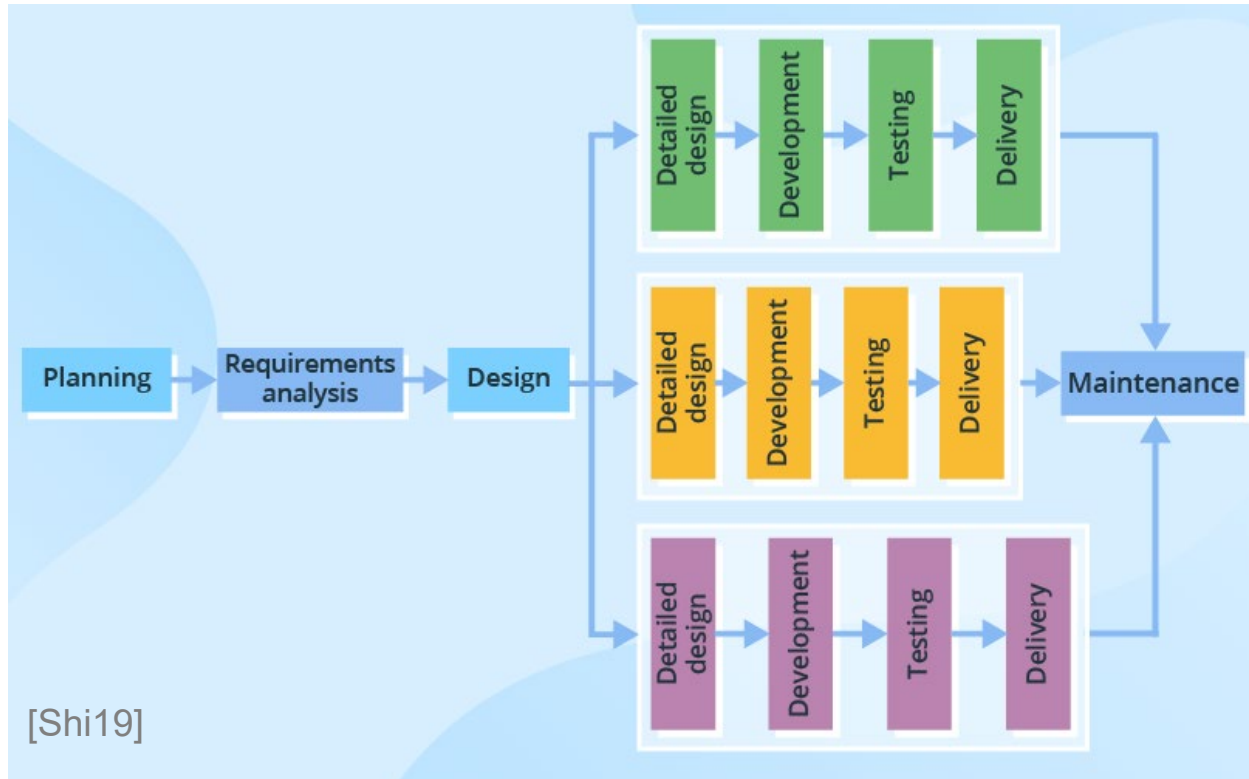 Planning
Requirements
analysis
Design
Detailed
design
Development
Testing
Delivery
Detailed
design
Development
Testing
Delivery
Detailed
design
Development
Testing
Delivery
Maintenance
[Shi19]